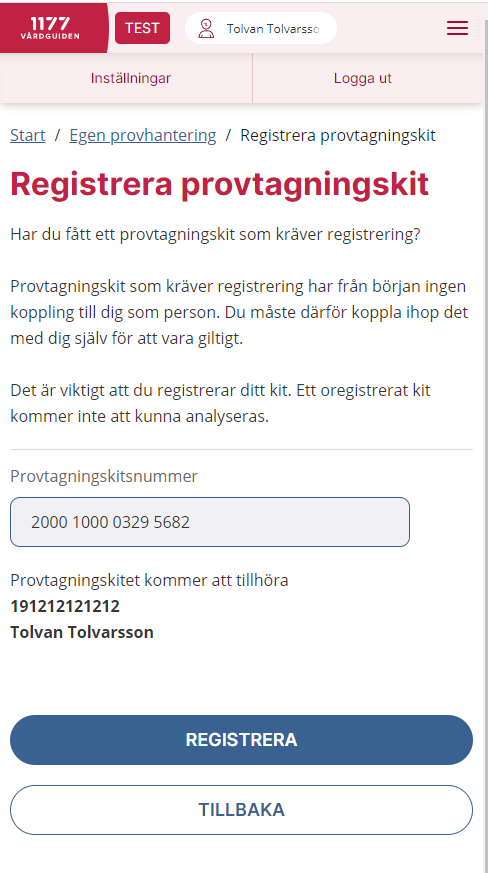 1177
VÅRDGUIDEN
TEST
Tolvan Tolvarsso
Inställningar
Logga ut
Start / Egen provhantering / Registrera provtagningskit
Registrera provtagningskit
Har du fått ett provtagningskit som kräver registrering?
Provtagningskit som kräver registrering har från början ingen
koppling till dig som person. Du måste därför koppla ihop det
med dig själv för att vara giltigt.
Det är viktigt att du registrerar ditt kit. Ett oregistrerat kit
kommer inte att kunna analyseras.
Provtagningskitsnummer
2000 1000 0329 5682
Provtagningskitet kommer att tillhöra
191212121212
Tolvan Tolvarsson
REGISTRERA
TILLBAKA